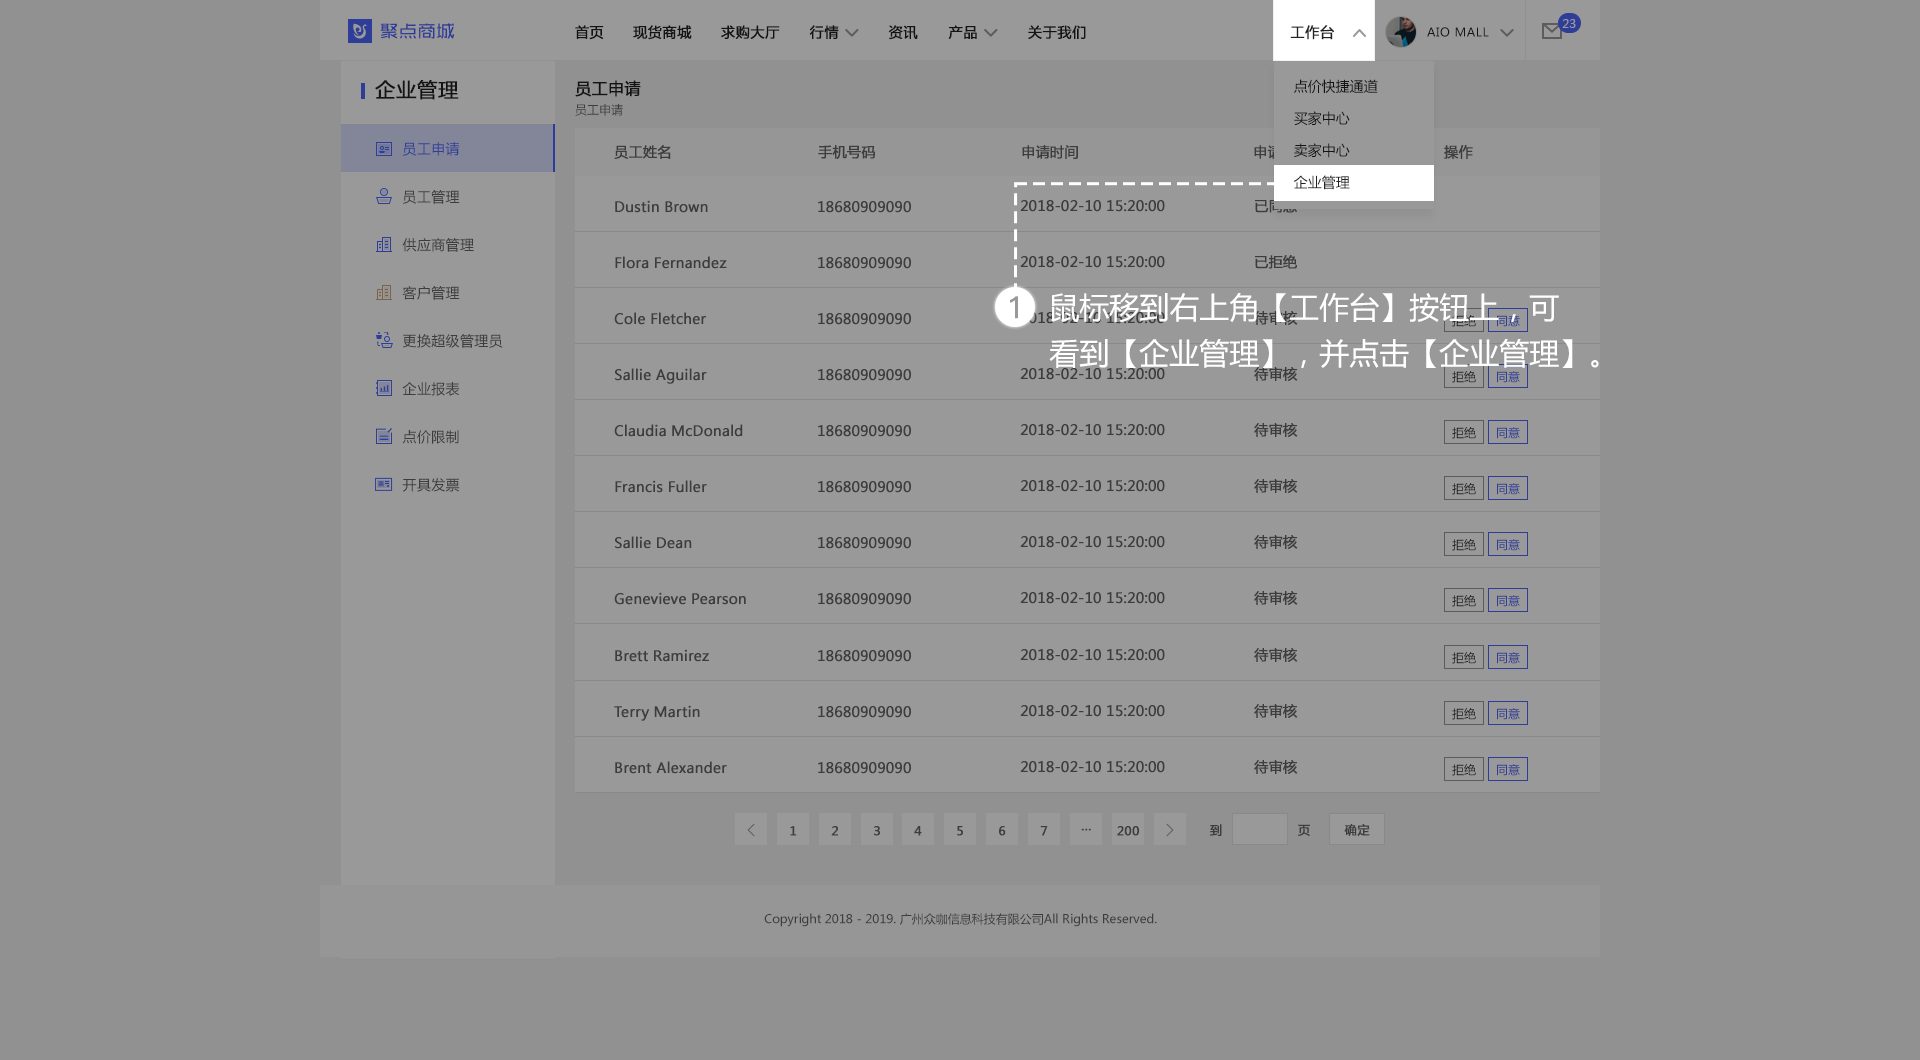 聚点商城
首页 现货商城 求购大厅 行情 资讯 产品 关于我们 工作台 AIO MALL 23
点价快捷通道
买家中心
卖家中心
企业管理
企业管理
员工申请
员工管理
供应商管理
客户管理
更换超级管理员
企业报表
点价限制
开具发票
员工申请
员工申请
员工姓名 手机号码 申请时间 申请 操作
Dustin Brown 18680909090 2018-02-10 15:20:00 已同意
Flora Fernandez 18680909090 2018-02-10 15:20:00 已拒绝
Cole Fletcher 18680909090 2018-02-10 15:20:00 待审核 拒绝 同意
1 鼠标移到右上角【工作台】按钮上，可
看到【企业管理】，并点击【企业管理】。
Sallie Aguilar 18680909090 2018-02-10 15:20:00 待审核 拒绝 同意
Claudia McDonald 18680909090 2018-02-10 15:20:00 待审核 拒绝 同意
Francis Fuller 18680909090 2018-02-10 15:20:00 待审核 拒绝 同意
Sallie Dean 18680909090 2018-02-10 15:20:00 待审核 拒绝 同意
Genevieve Pearson 18680909090 2018-02-10 15:20:00 待审核 拒绝 同意
Brett Ramirez 18680909090 2018-02-10 15:20:00 待审核 拒绝 同意
Terry Martin 18680909090 2018-02-10 15:20:00 待审核 拒绝 同意
Brent Alexander 18680909090 2018-02-10 15:20:00 待审核 拒绝 同意
1 2 3 4 5 6 7 ··· 200 到 页 确定
Copyright 2018 - 2019. 广州众咖信息科技有限公司All Rights Reserved.